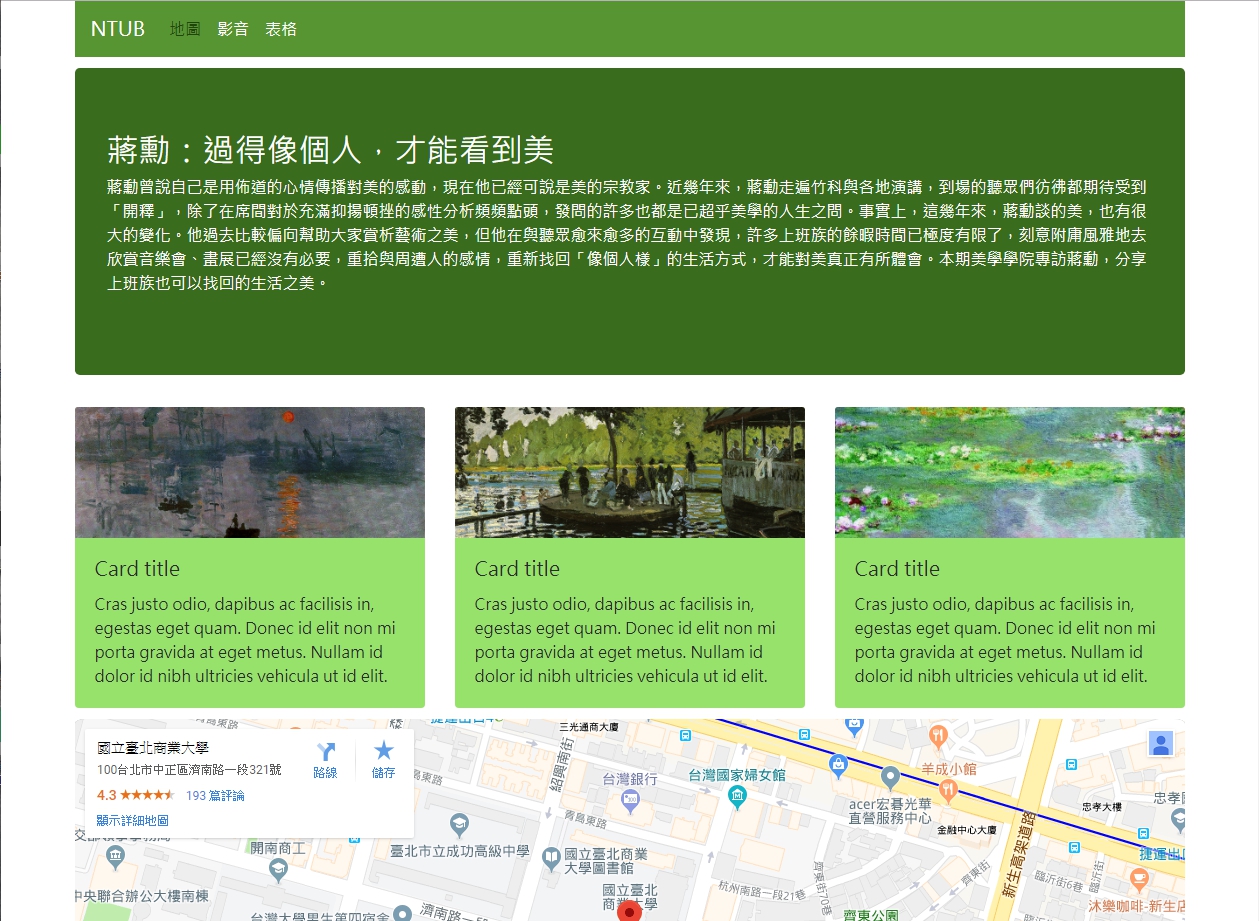 NTUB 地圖 影音 表格
蔣勳：過得像個人，才能看到美
蔣勳曾說自己是用佈道的心情傳播對美的感動，現在他已經可說是美的宗教家。近幾年來，蔣勳走遍竹科與各地演講，到場的聽眾們彷彿都期待受到
「開釋」，除了在席間對於充滿抑揚頓挫的感性分析頻頻點頭，發問的許多也都是已超乎美學的人生之問。事實上，這幾年來，蔣勳談的美，也有很
大的變化。他過去比較偏向幫助大家賞析藝術之美，但他在與聽眾愈來愈多的互動中發現，許多上班族的餘暇時間已極度有限了，刻意附庸風雅地去
欣賞音樂會、畫展已經沒有必要，重拾與周遭人的感情，重新找回「像個人樣」的生活方式，才能對美真正有所體會。本期美學學院專訪蔣勳，分享
上班族也可以找回的生活之美。
Card title
Cras justo odio, dapibus ac facilisis in,
egestas eget quam. Donec id elit non mi
porta gravida at eget metus. Nullam id
dolor id nibh ultricies vehicula ut id elit.
Card title
Cras justo odio, dapibus ac facilisis in,
egestas eget quam. Donec id elit non mi
porta gravida at eget metus. Nullam id
dolor id nibh ultricies vehicula ut id elit.
Card title
Cras justo odio, dapibus ac facilisis in,
egestas eget quam. Donec id elit non mi
porta gravida at eget metus. Nullam id
dolor id nibh ultricies vehicula ut id elit.
國立臺北商業大學
100台北市中正區濟南路一段321號
路線
儲存
4.3 193 篇評論
顯示詳細地圖
三光通商大廈
紹興南街
台灣銀行
台灣國家婦女館
羊成小館
acer宏碁光華
直營服務中心
忠孝大樓
金融中心大廈
青島東路
開南商工
臺北市立成功高級中學
國立臺北商業
大學圖書館
捷運出口
新生高架道路
中央聯合辦公大樓南棟
國立臺北
商業大學
杭州南路一段21巷
齊東街70巷
齊東街
臨沂街
臨沂街6巷
沐樂咖啡-新生店
濟南路
齊東公園